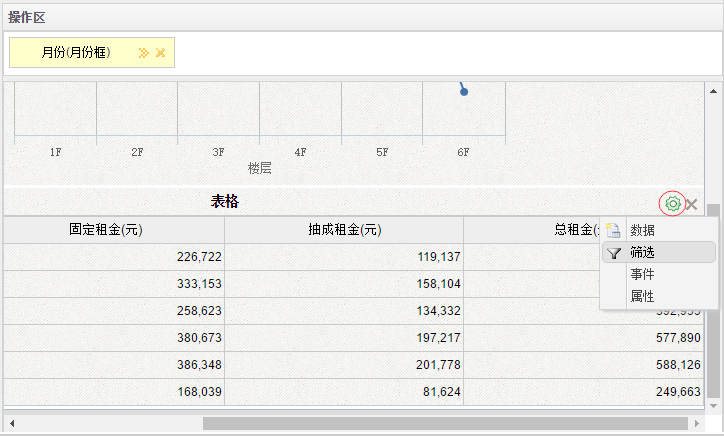 操作区
月份(月份框)
1F 2F 3F 4F 5F 6F
楼层
表格
固定租金(元) 抽成租金(元) 总租金(
数据
筛选
事件
属性
226,722 119,137
333,153 158,104
258,623 134,332 392,955
380,673 197,217 577,890
386,348 201,778 588,126
168,039 81,624 249,663